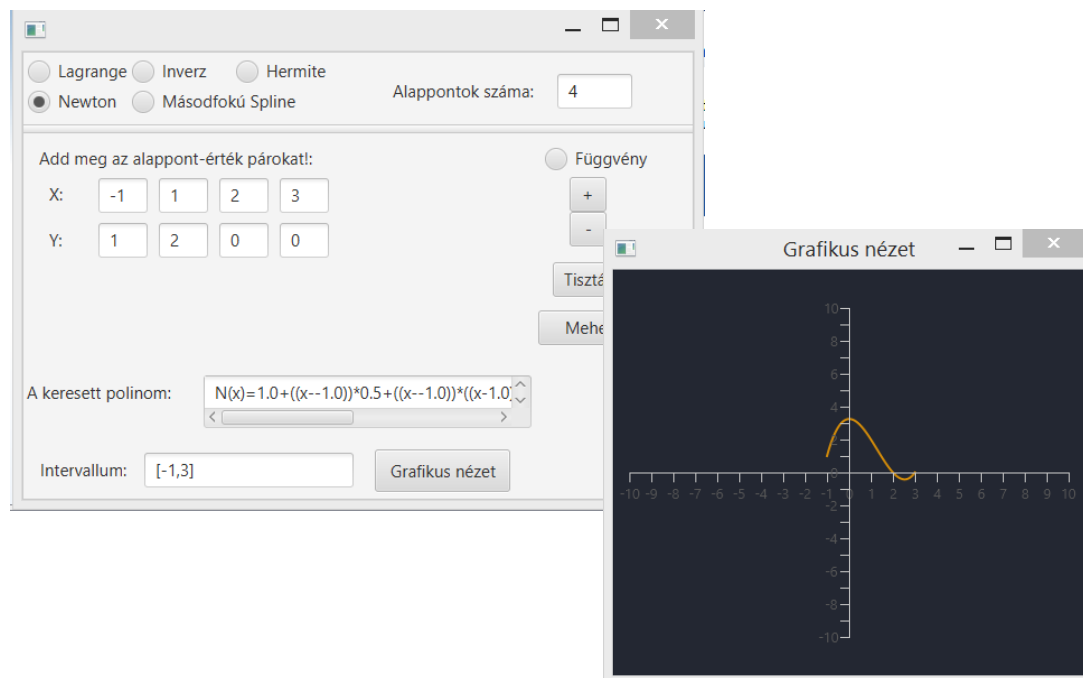 Lagrange Inverz Hermite
Newton Másodfokú Spline
Alappontok száma: 4
Add meg az alappont-érték párokat!:
Függvény
X: -1 1 2 3
+
Y: 1 2 0 0
-
A keresett polinom: N(x)=1.0+((x--1.0))*0.5+((x--1.0))*((x-1.0)
Intervallum: [-1,3]
Grafikus nézet
Grafikus nézet
10
8
6
4
2
0
-10 -9 -8 -7 -6 -5 -4 -3 -2 -1 0 1 2 3 4 5 6 7 8 9 10
-2
-4
-6
-8
-10